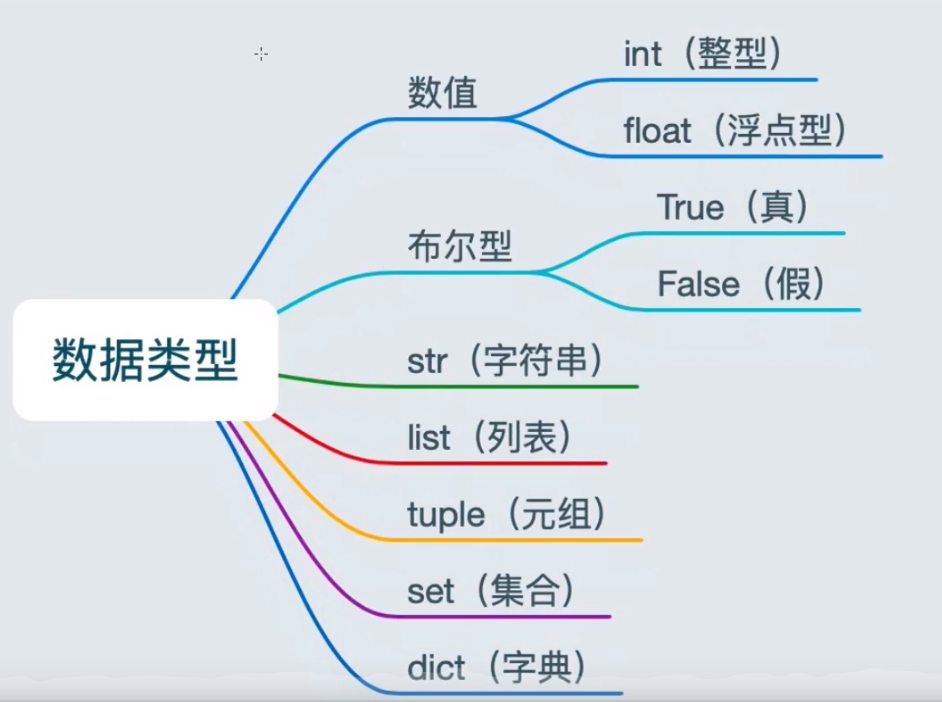 数据类型
数值
int（整型）
float（浮点型）
布尔型
True（真）
False（假）
str（字符串）
list（列表）
tuple（元组）
set（集合）
dict（字典）